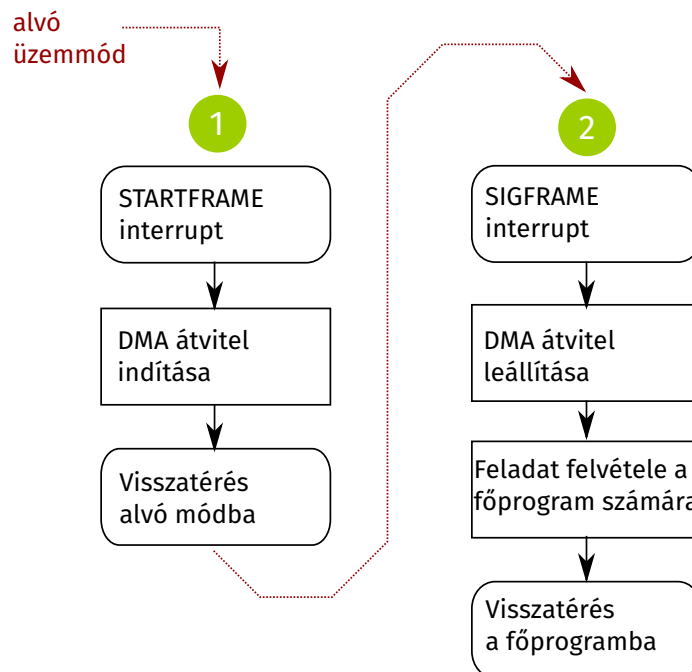 alvó
üzemmód
1
STARTFRAME
interrupt
DMA átvitel
indítása
Visszatérés
alvó módba
2
SIGFRAME
interrupt
DMA átvitel
leállítása
Feladat felvétele a
főprogram számára
Visszatérés
a főprogramba